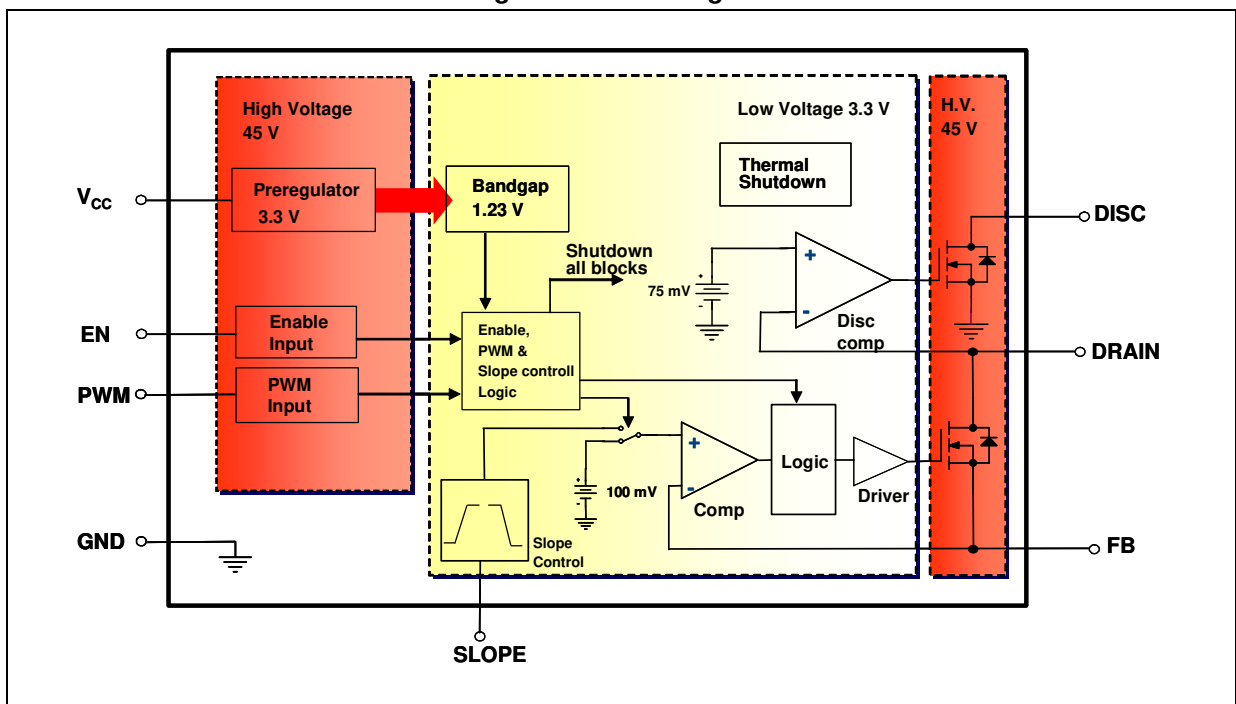 High Voltage
45 V
Low Voltage 3.3 V
H.V.
45 V
Thermal
Shutdown
VCC
Preregulator
3.3 V
Bandgap
1.23 V
DISC
Shutdown
all blocks
+
75 mV
-
+
-
Disc
comp
EN
Enable
Input
Enable,
PWM &
Slope controll
Logic
DRAIN
PWM
PWM
Input
+
100 mV
-
+
-
Comp
Logic
Driver
GND
Slope
Control
FB
SLOPE